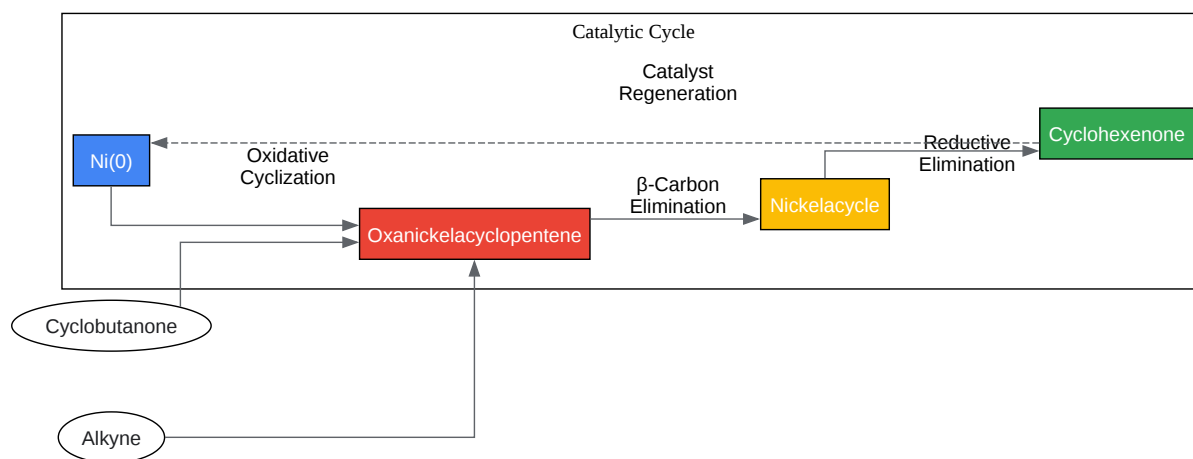 Catalytic Cycle
Catalyst
Regeneration
Ni(0)
Oxidative
Cyclization
Oxanickelacyclopentene
β-Carbon
Elimination
Nickelacycle
Reductive
Elimination
Cyclohexenone
Cyclobutanone
Alkyne